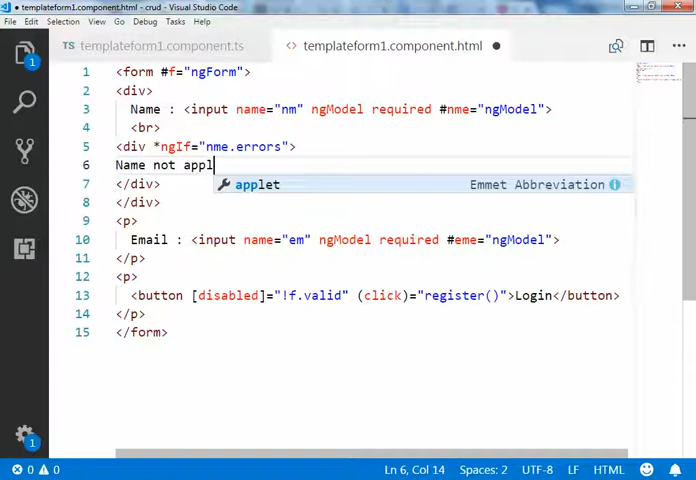 templateform1.component.html - crud - Visual Studio Code
File Edit Selection View Go Debug Tasks Help
TS templateform1.component.ts <> templateform1.component.html
1 <form #f="ngForm">
2 <div>
3 Name : <input name="nm" ngModel required #nme="ngModel">
4 <br>
5 <div *ngIf="nme.errors">
6 Name not appl
applet Emmet Abbreviation
7 </div>
8 </div>
9 <p>
10 Email : <input name="em" ngModel required #eme="ngModel">
11 </p>
12 <p>
13 <button [disabled]="!f.valid" (click)="register()">Login</button>
14 </p>
15 </form>
1
1
0 0 Ln 6, Col 14 Spaces: 2 UTF-8 LF HTML